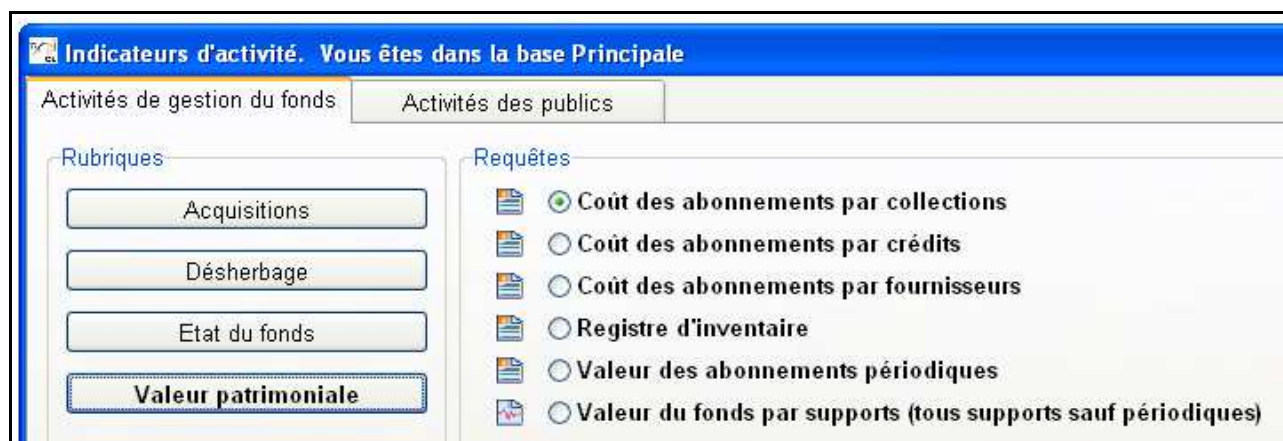 Indicateurs d'activité. Vous êtes dans la base Principale
Activités de gestion du fonds
Activités des publics
Rubriques
Acquisitions
Désherbage
Etat du fonds
Valeur patrimoniale
Requêtes
Coût des abonnements par collections
Coût des abonnements par crédits
Coût des abonnements par fournisseurs
Registre d'inventaire
Valeur des abonnements périodiques
Valeur du fonds par supports (tous supports sauf périodiques)